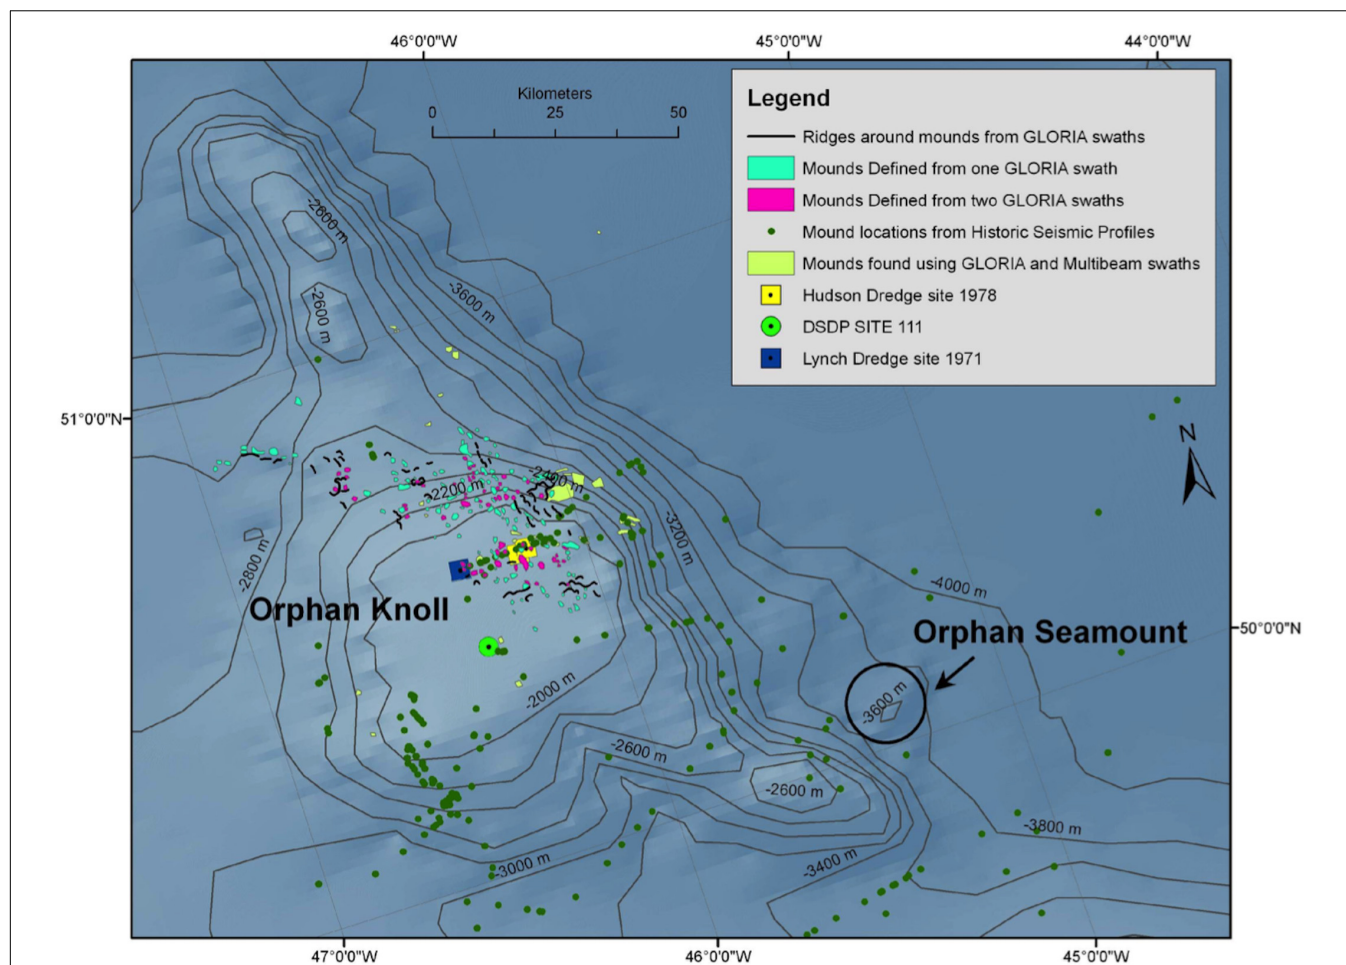 46°0'0"W
45°0'0"W
44°0'0"W
Kilometers
0
25
50
Legend
Ridges around mounds from GLORIA swaths
Mounds Defined from one GLORIA swath
Mounds Defined from two GLORIA swaths
Mound locations from Historic Seismic Profiles
Mounds found using GLORIA and Multibeam swaths
Hudson Dredge site 1978
DSDP SITE 111
Lynch Dredge site 1971
-2600 m
-2600 m
-3600 m
51°0'0"N
N
-2400 m
-2200 m
-3200 m
-2800 m
-4000 m
Orphan Knoll
Orphan Seamount
50°0'0"N
-2000 m
-3600 m
-2600 m
-2600 m
-3800 m
-3000 m
-3400 m
47°0'0"W
46°0'0"W
45°0'0"W